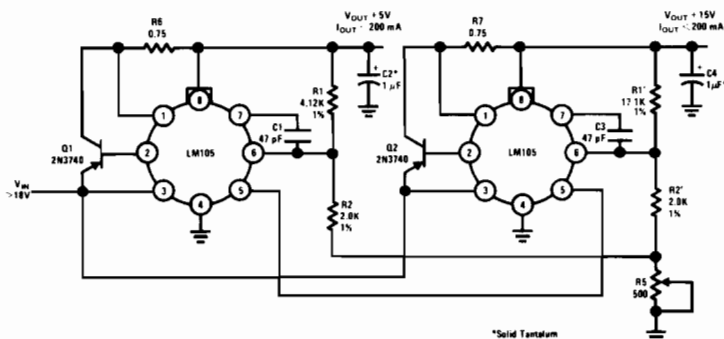 R6
0.75
VOUT + 5V
IOUT 200 mA
R7
0.75
VOUT + 15V
IOUT 200 mA
C2*
1 µF
C4
1 µF*
R1
4.12K
1%
R1'
17.1K
1%
8
8
1
7
1
7
C1
47 pF
C3
47 pF
Q1
2N3740
2
LM105
6
Q2
2N3740
2
LM105
6
VIN
>18V
3
5
3
5
4
4
R2
2.0K
1%
R2'
2.0K
1%
R5
500
*Solid Tantalum